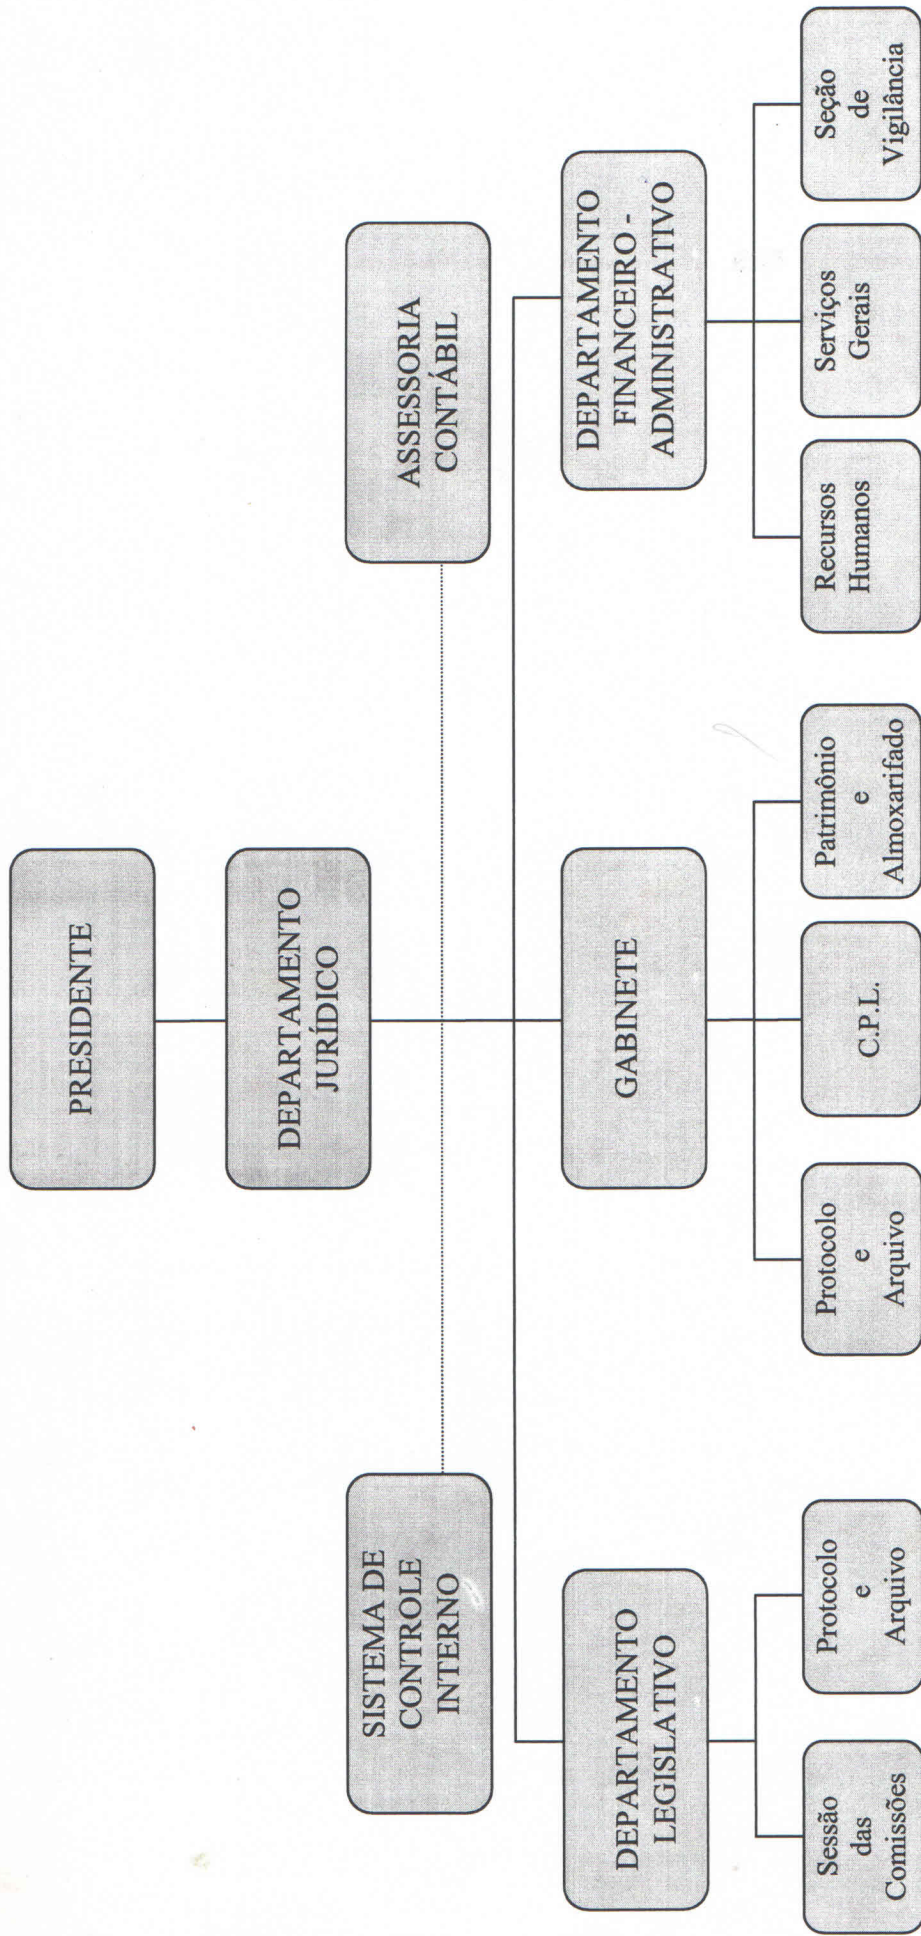 PRESIDENTE
DEPARTAMENTO
JURÍDICO
SISTEMA DE
CONTROLE
INTERNO
ASSESSORIA
CONTÁBIL
DEPARTAMENTO
LEGISLATIVO
GABINETE
DEPARTAMENTO
FINANCEIRO -
ADMINISTRATIVO
Sessão
das
Comissões
Protocolo
e
Arquivo
Protocolo
e
Arquivo
C.P.L.
Patrimônio
e
Almoxarifado
Recursos
Humanos
Serviços
Gerais
Seção
de
Vigilância